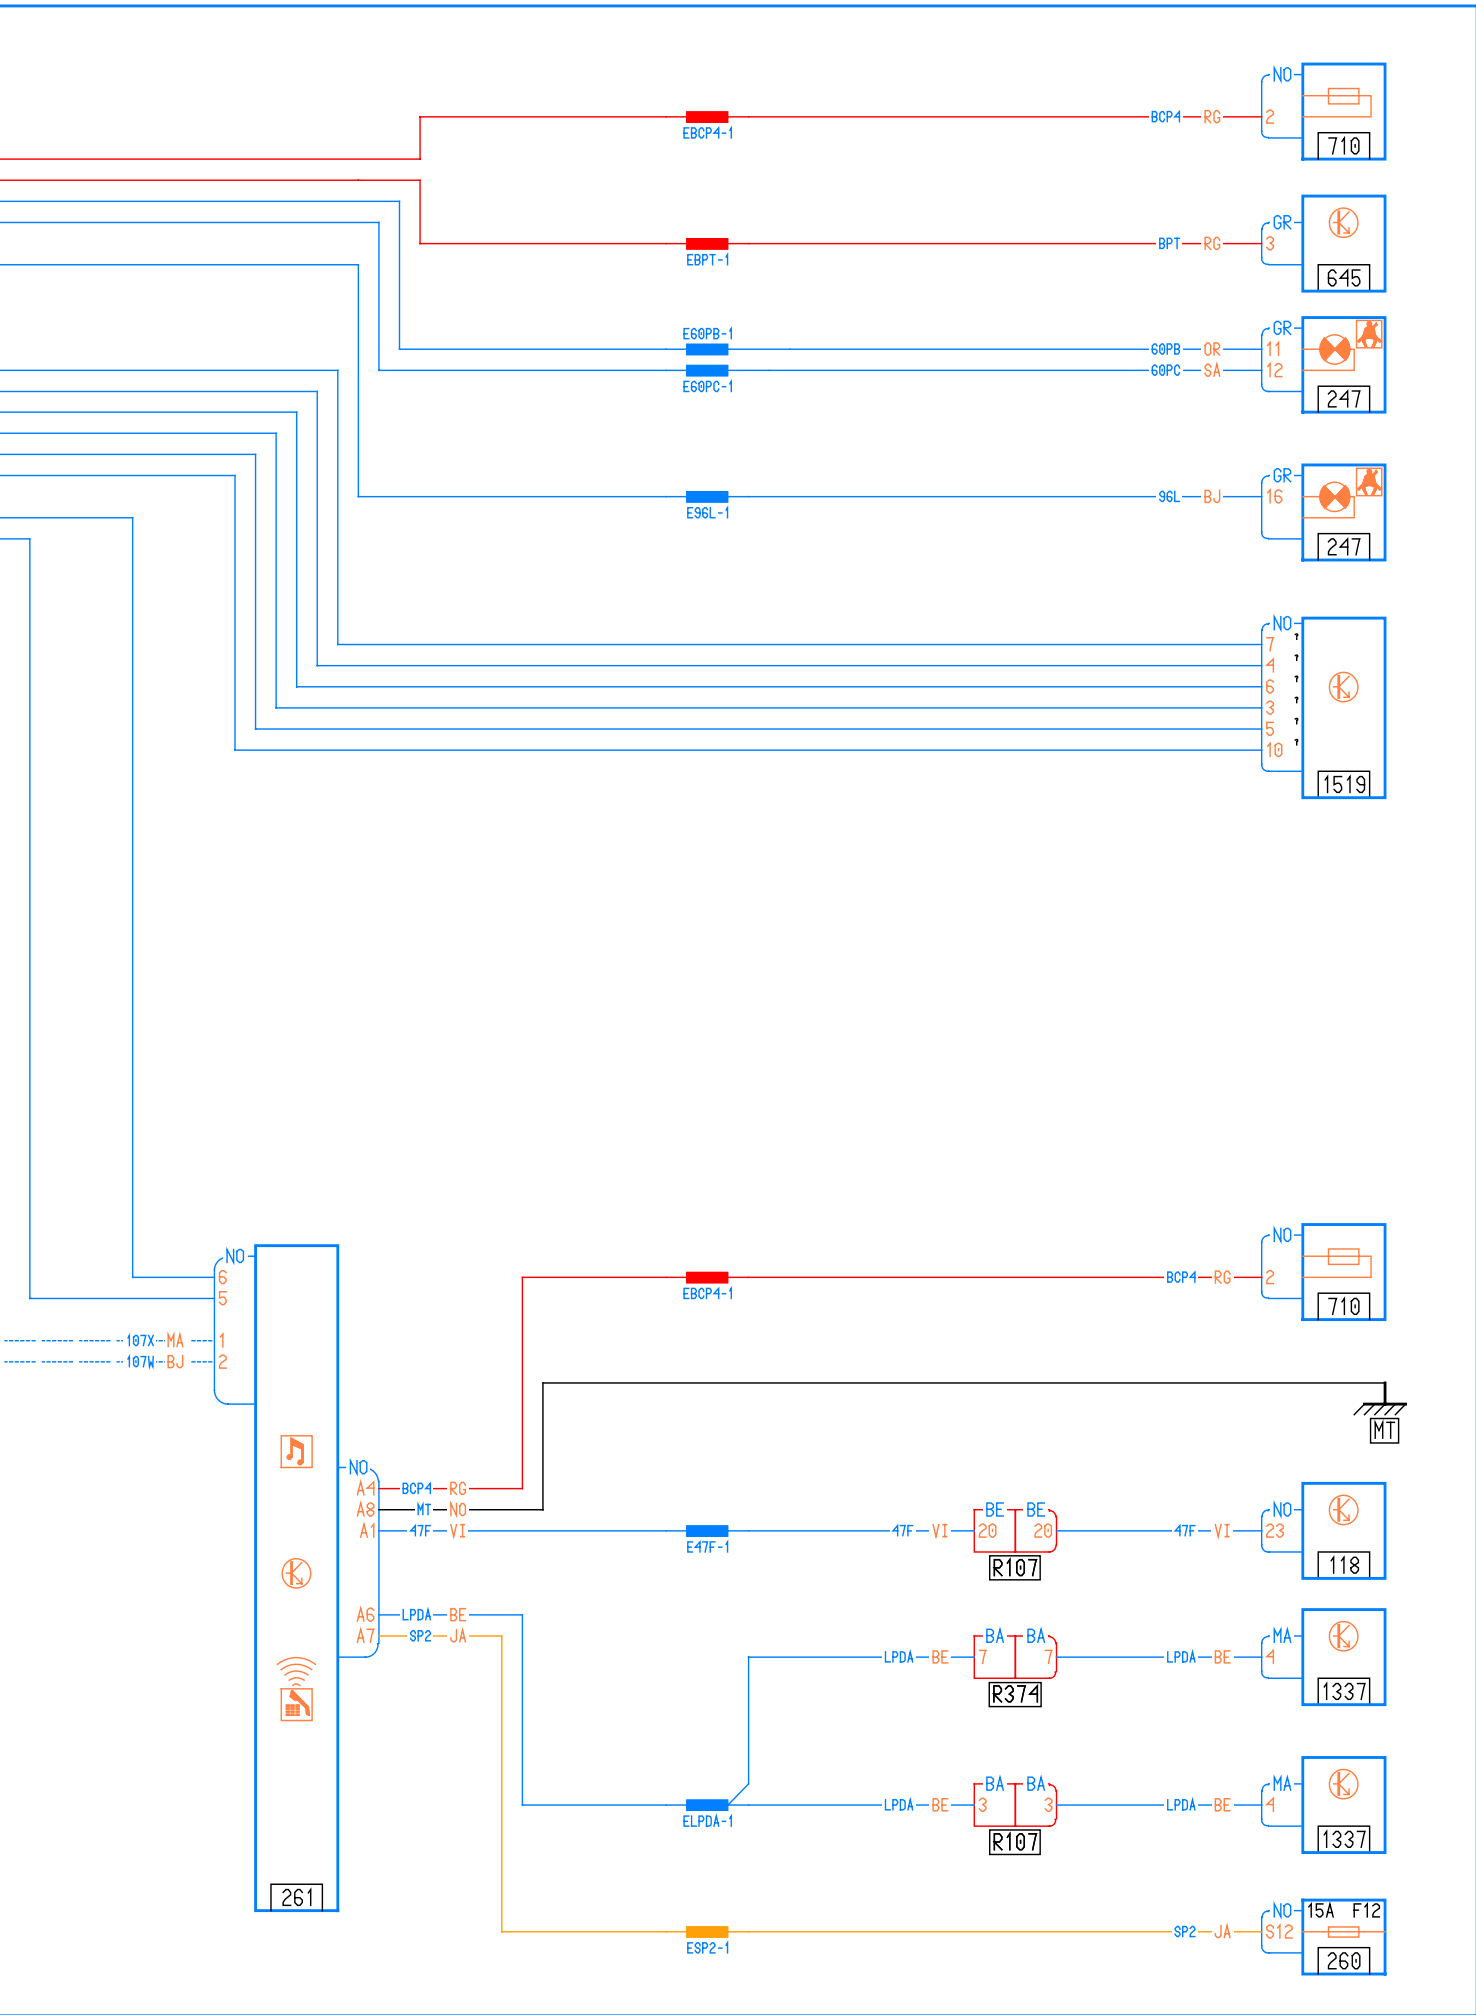 NO
EBCP4-1 BCP4 RG 2
710
GR
EBPT-1 BPT RG 3
645
E60PB-1 GR
60PB OR 11
60PC SA 12
E60PC-1
247
GR
96L BJ 16
E96L-1
247
NO
7 ?
4 ?
6 ?
3 ?
5 ?
10 ?
1519
NO
NO
6
BCP4 RG 2
EBCP4-1
5
710
107X MA 1
107W BJ 2
MT
NO
A4 BCP4 RG
A8 MT NO BE BE NO
A1 47F VI 47F VI 20 20 47F VI 23
E47F-1
R107
118
A6 LPDA BE
A7 SP2 JA BA BA MA
LPDA BE 7 7 LPDA BE 4
R374
1337
BA BA MA
LPDA BE 3 3 LPDA BE 4
ELPDA-1
R107
1337
261
NO 15A F12
SP2 JA S12
ESP2-1
260